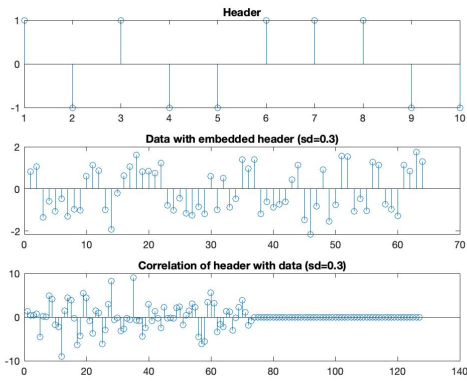 Header
1
0
-1
1 2 3 4 5 6 7 8 9 10
Data with embedded header (sd=0.3)
2
0
-2
0 10 20 30 40 50 60 70
Correlation of header with data (sd=0.3)
10
0
-10
0 20 40 60 80 100 120 140